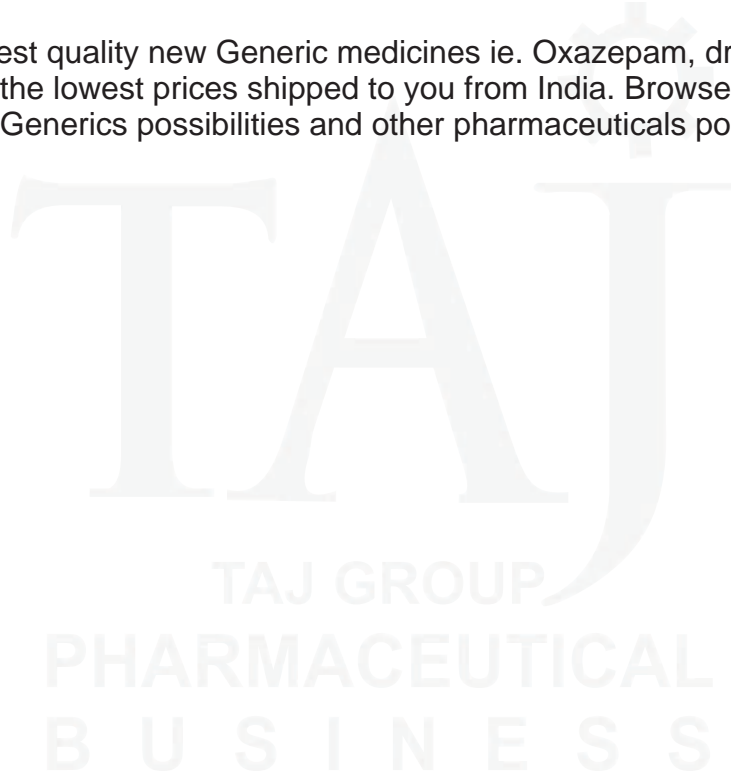 est quality new Generic medicines ie. Oxazepam, dr
the lowest prices shipped to you from India. Browse
Generics possibilities and other pharmaceuticals po
TAJ
TAJ GROUP
PHARMACEUTICAL
BUSINESS